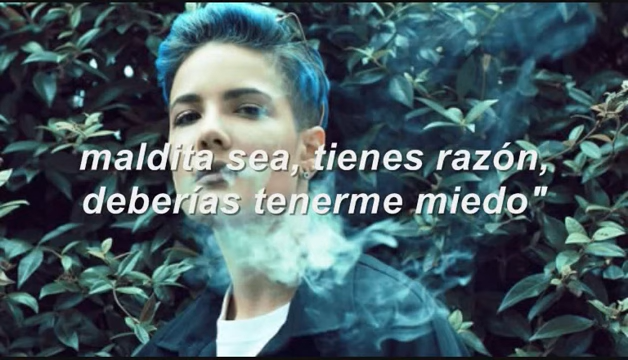 maldita sea, tienes razón,
deberías tenerme miedo"